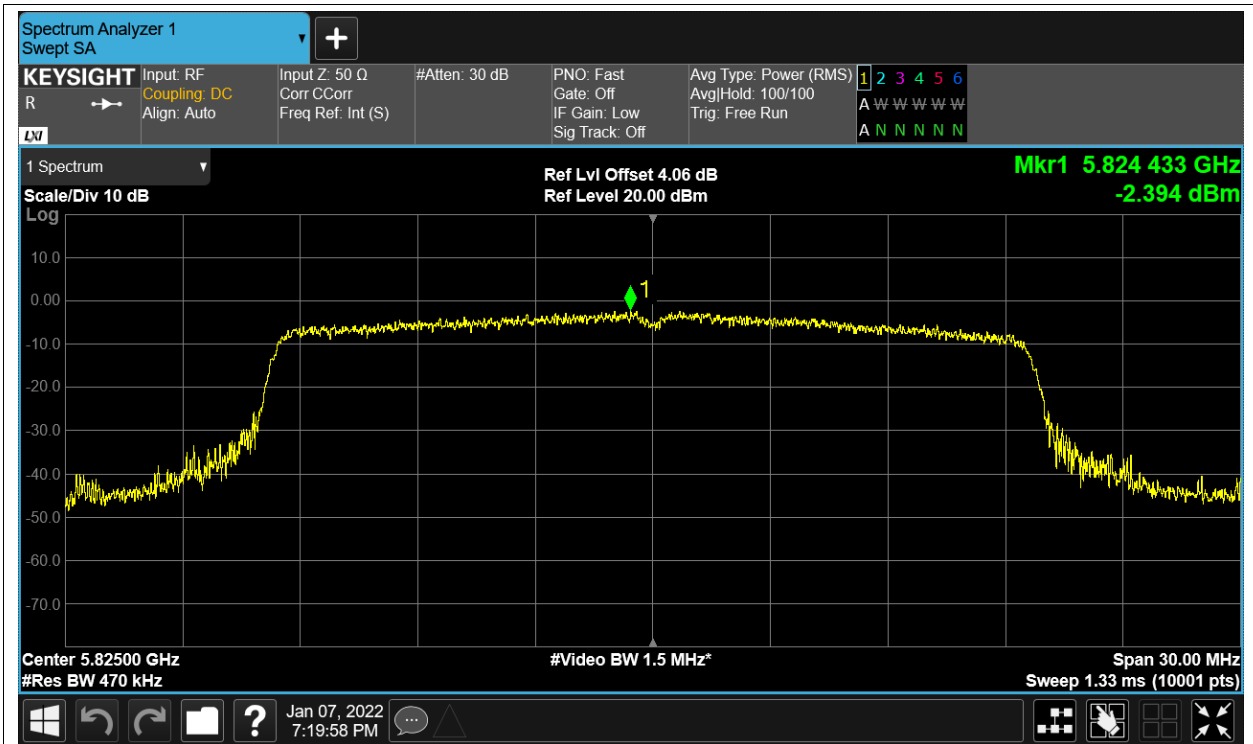 Spectrum Analyzer 1
Swept SA
KEYSIGHT
R
LXI
Input: RF
Coupling: DC
Align: Auto
Input Z: 50 Ω
Corr CCorr
Freq Ref: Int (S)
#Atten: 30 dB
PNO: Fast
Gate: Off
IF Gain: Low
Sig Track: Off
Avg Type: Power (RMS)
Avg|Hold: 100/100
Trig: Free Run
1 2 3 4 5 6
A W W W W W
A N N N N N
1 Spectrum
Scale/Div 10 dB
Log
Ref Lvl Offset 4.06 dB
Ref Level 20.00 dBm
Mkr1 5.824 433 GHz
-2.394 dBm
10.0
0.00
-10.0
-20.0
-30.0
-40.0
-50.0
-60.0
-70.0
1
Center 5.82500 GHz
#Res BW 470 kHz
#Video BW 1.5 MHz*
Span 30.00 MHz
Sweep 1.33 ms (10001 pts)
?
Jan 07, 2022
7:19:58 PM